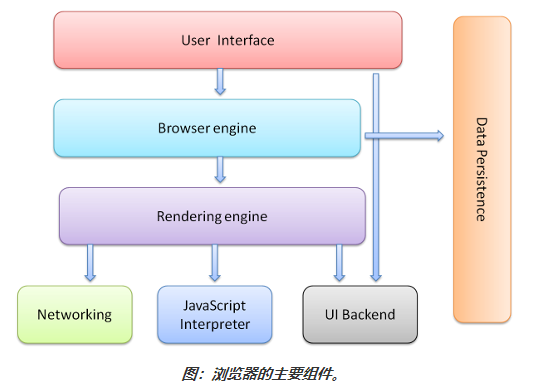 User Interface
Browser engine
Data Persistence
Rendering engine
Networking
JavaScript
Interpreter
UI Backend
图：浏览器的主要组件。